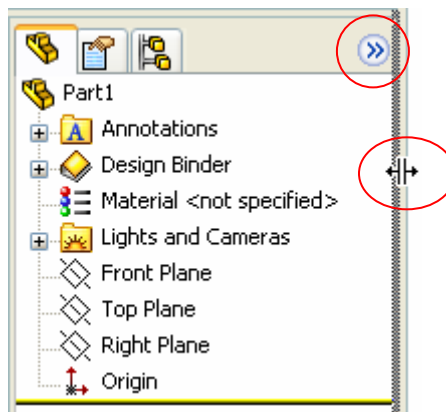 Part1
Annotations
Design Binder
Material <not specified>
Lights and Cameras
Front Plane
Top Plane
Right Plane
Origin